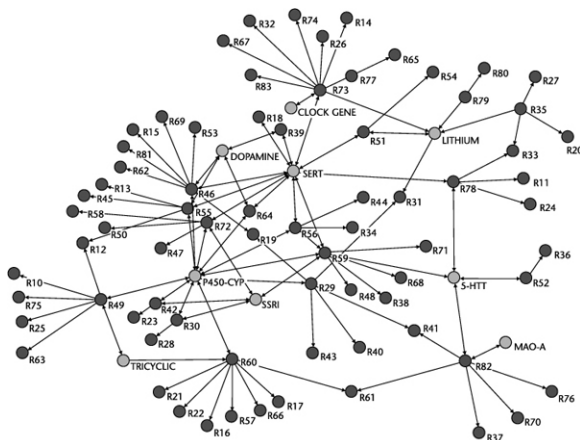 R74
R14
R32
R67
R26
R65
R83
R73
R77
R54
R80
R27
CLOCK GENE
R79
R35
R18
R69
R53
R39
R51
LITHIUM
R15
R20
R81
DOPAMINE
R33
R62
SERT
R78
R11
R13
R46
R44
R31
R24
R45
R55
R64
R58
R72
R56
R34
R50
R19
R12
R47
R59
R71
R36
R10
P450-CYP
R29
R68
5-HTT
R52
R75
R49
R42
SSRI
R48
R38
R25
R23
R30
R41
R28
MAO-A
R63
R43
R40
TRICYCLIC
R60
R82
R21
R17
R61
R76
R22
R66
R57
R70
R16
R37